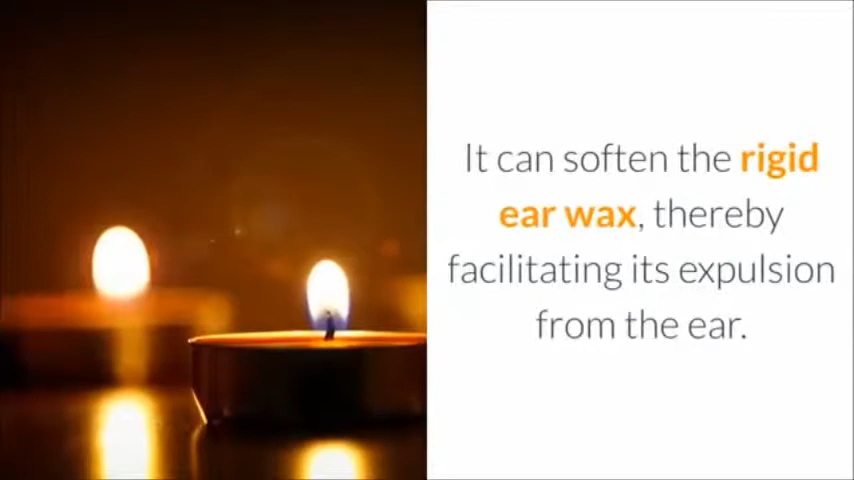 It can soften the rigid
ear wax, thereby
facilitating its expulsion
from the ear.